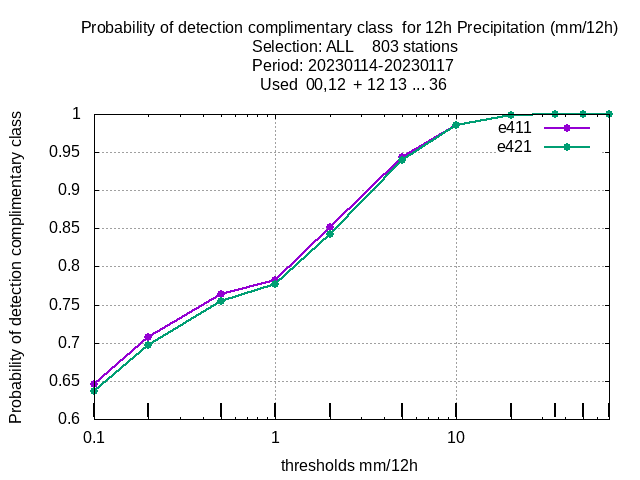 Probability of detection complimentary class  for 12h Precipitation (mm/12h)
Selection: ALL    803 stations
Period: 20230114-20230117
Used  00,12  + 12 13 ... 36
Probability of detection complimentary class
1
0.95
0.9
0.85
0.8
0.75
0.7
0.65
0.6
e411
e421
0.1 1 10
thresholds mm/12h